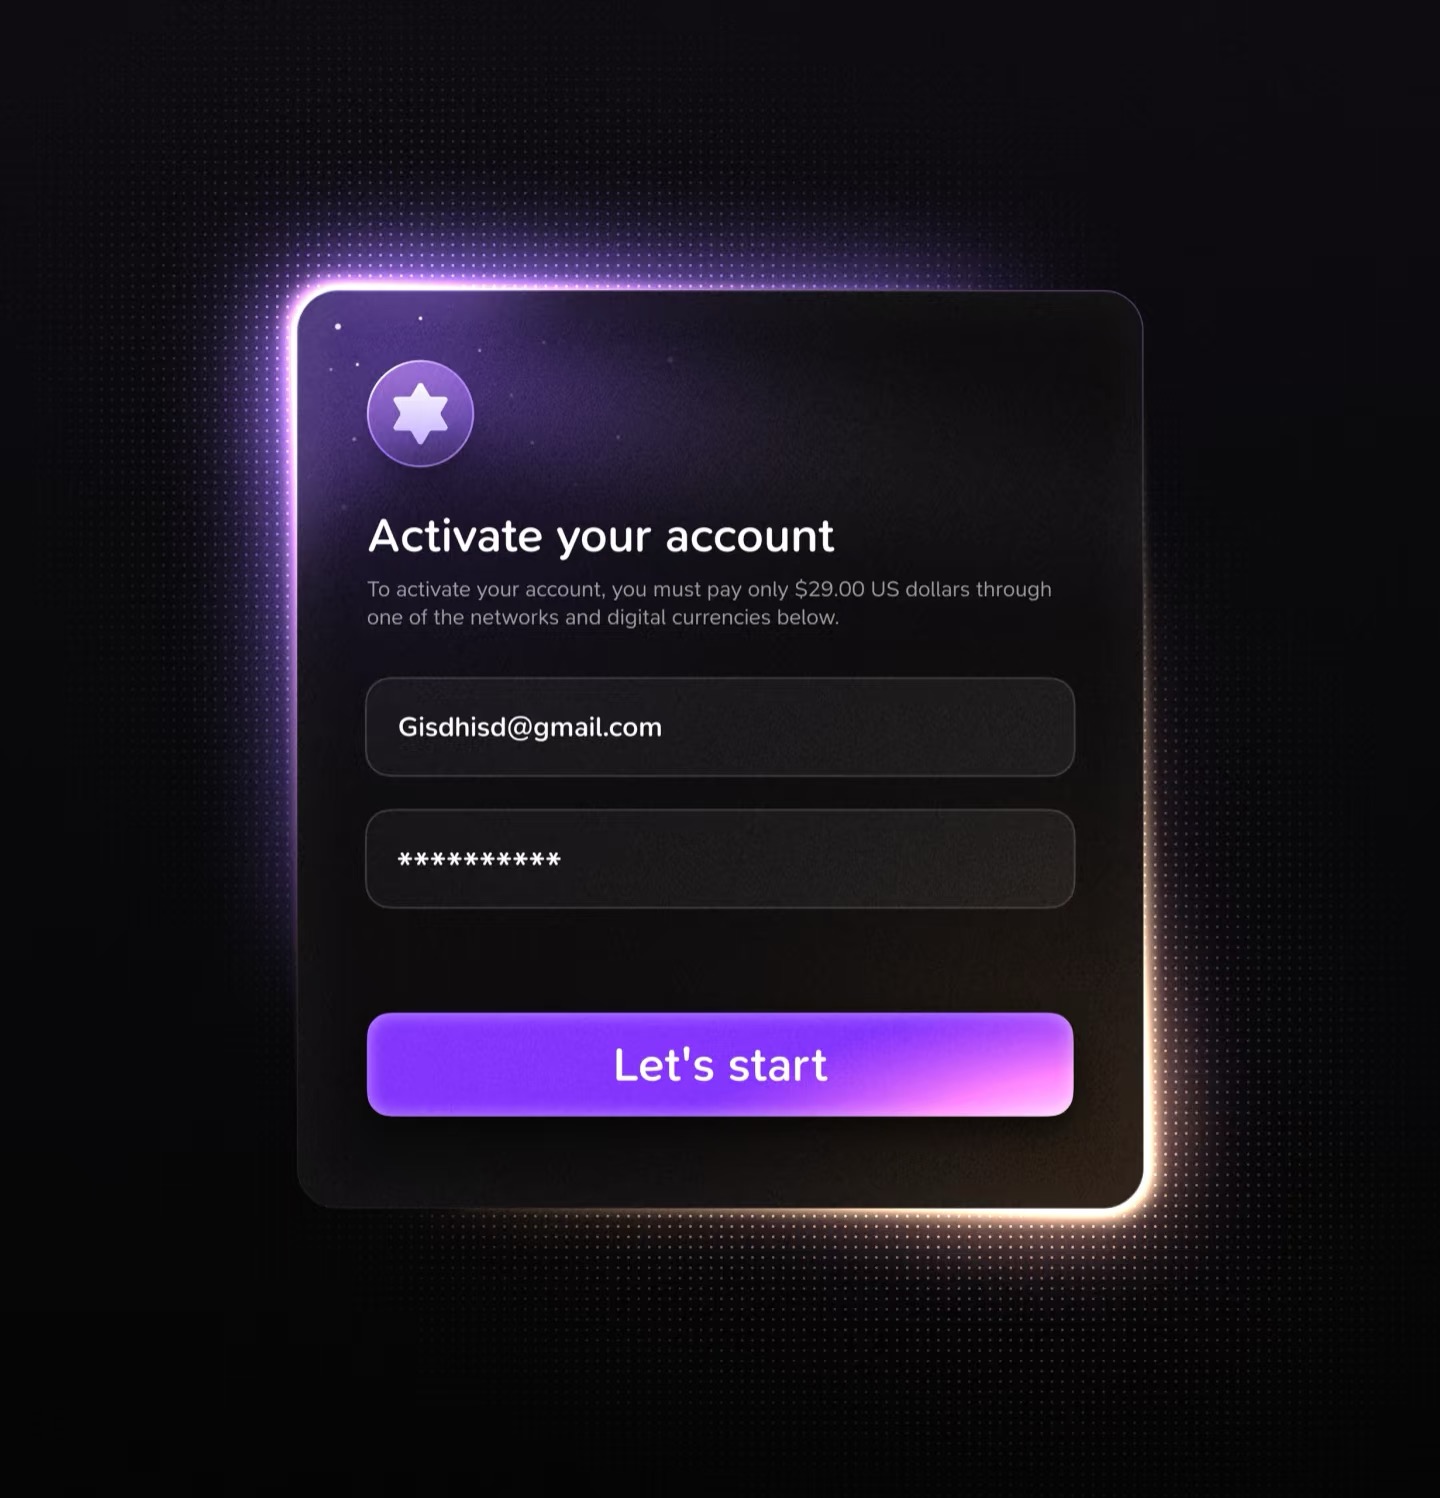 Activate your account
To activate your account, you must pay only $29.00 US dollars through
one of the networks and digital currencies below.
Gisdhisd@gmail.com
**********
Let's start